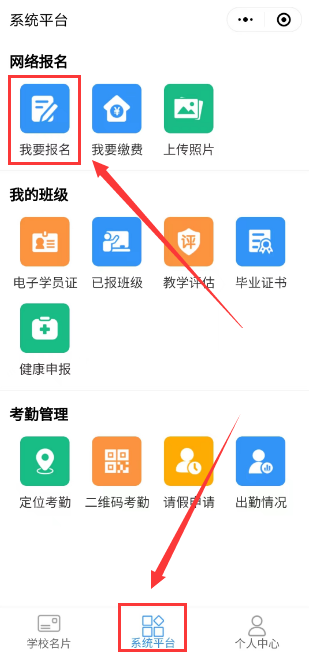 系统平台
网络报名
我要报名 我要缴费 上传照片
我的班级
评
电子学员证 已报班级 教学评估 毕业证书
健康申报
考勤管理
定位考勤 二维码考勤 请假申请 出勤情况
学校名片 系统平台 个人中心